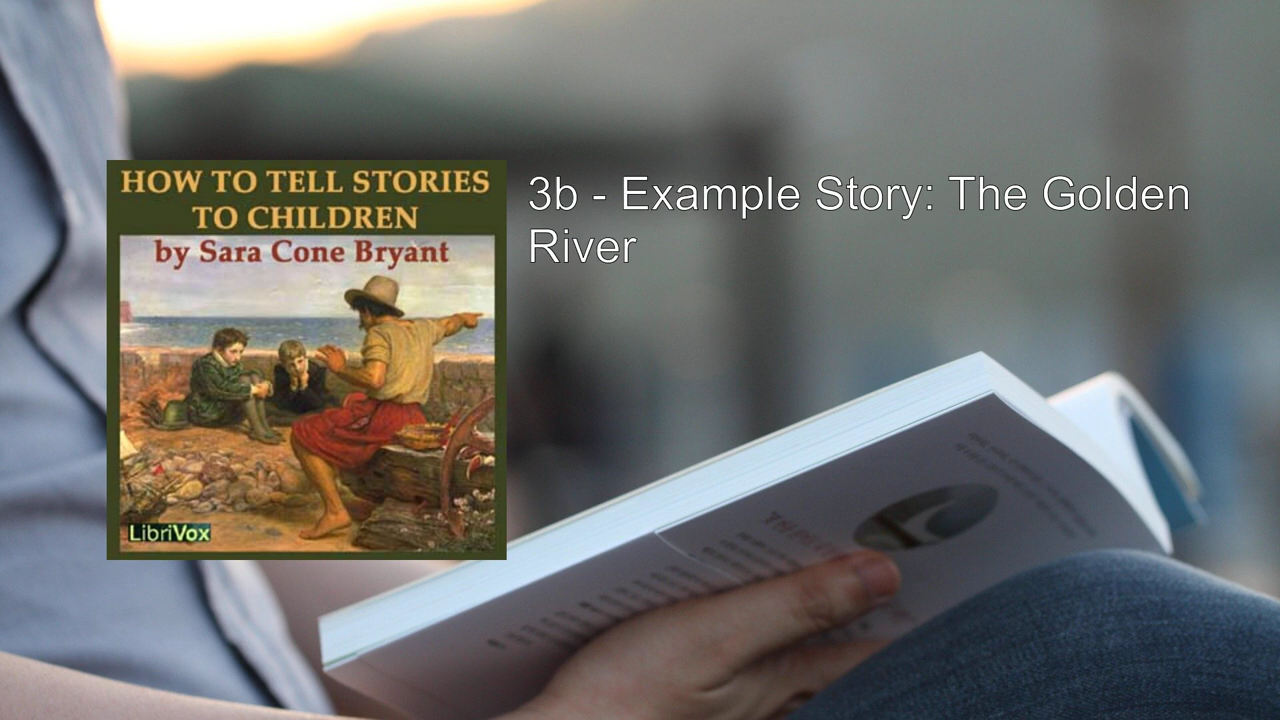 HOW TO TELL STORIES
TO CHILDREN
by Sara Cone Bryant
LibriVox
3b - Example Story: The Golden
River